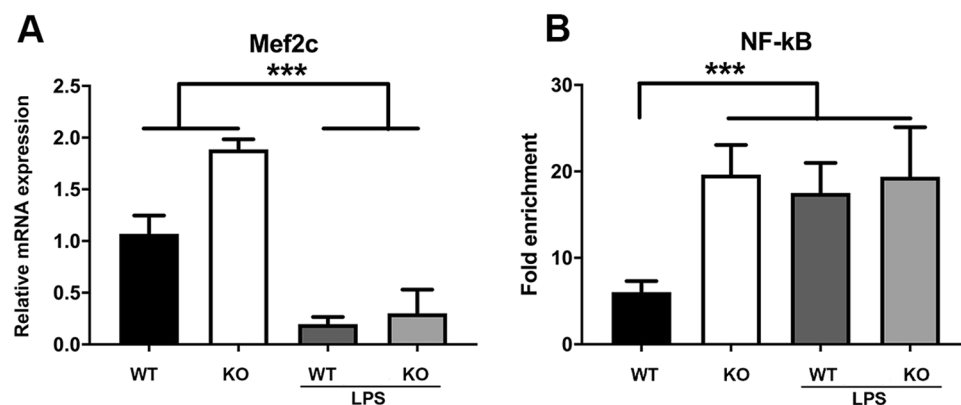 A
Mef2c
***
Relative mRNA expression
2.5
2.0
1.5
1.0
0.5
0.0
WT KO WT KO
LPS
B
NF-kB
***
Fold enrichment
30
20
10
0
WT KO WT KO
LPS